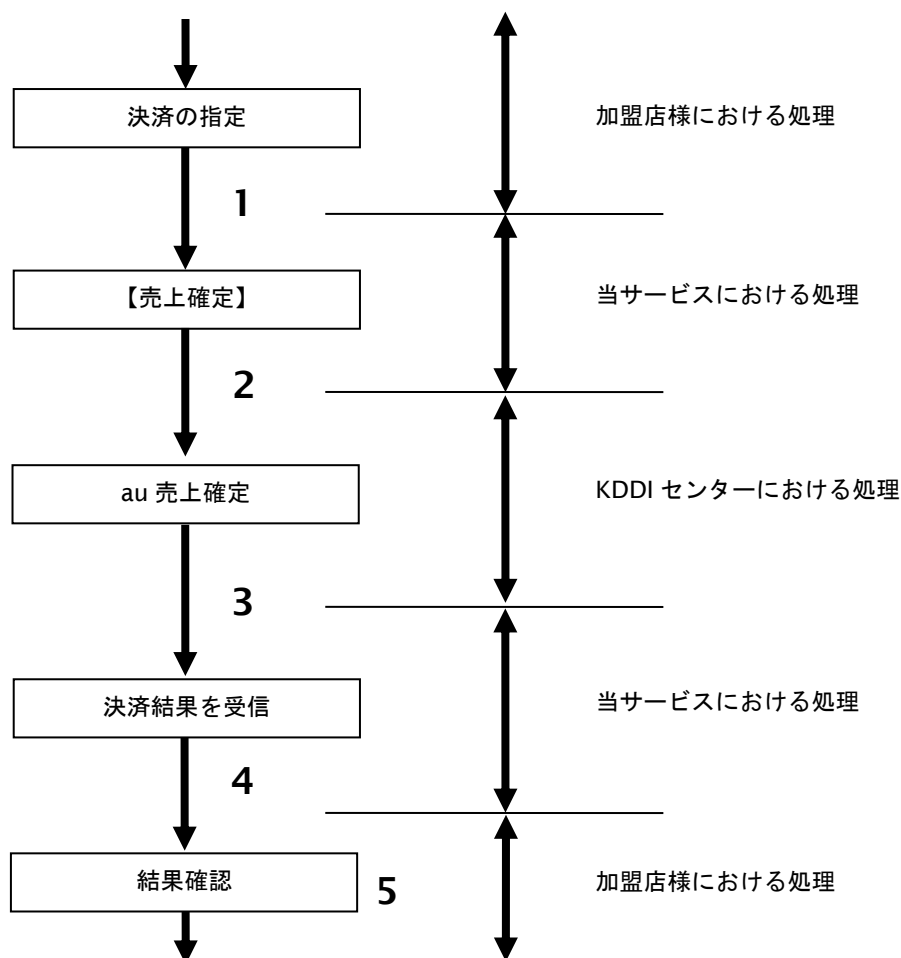 決済の指定
加盟店様における処理
1
【売上確定】
当サービスにおける処理
2
au 売上確定
KDDI センターにおける処理
3
決済結果を受信
当サービスにおける処理
4
結果確認
5
加盟店様における処理